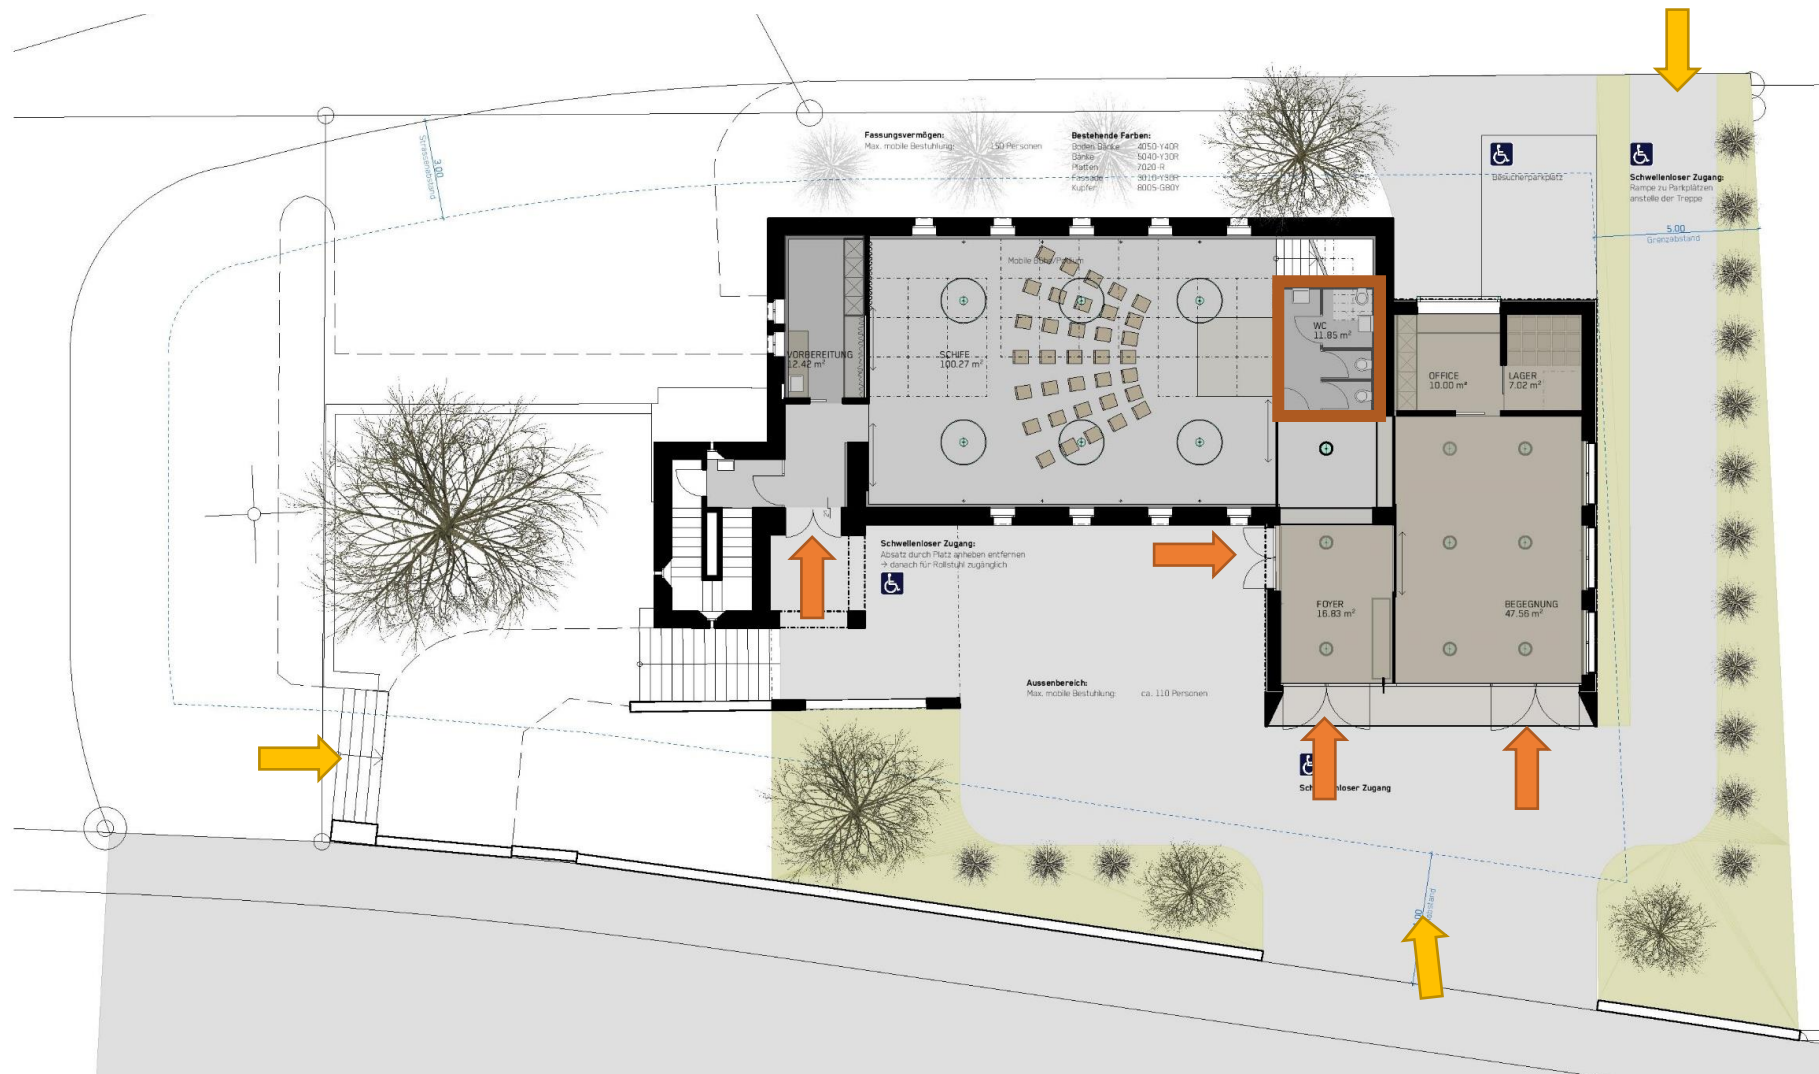 Fassungsvermögen:
Max. mobile Bestuhlung: 150 Personen
Bestehende Farben:
Boden Bänke 4050-Y40R
Bänke 5040-Y30R
Platten 7020-R
Fassade 3010-Y30R
Kupfer 8005-G80Y
3.00
Strassenabstand
Besucherparkplatz
Schwellenloser Zugang:
Rampe zu Parkplätzen
anstelle der Treppe
5.00
Grenzabstand
Mobile Bühne/Podium
WC
11.85 m²
VORBEREITUNG
12.42 m²
SCHIFF
100.27 m²
OFFICE
10.00 m²
LAGER
7.02 m²
Schwellenloser Zugang:
Absatz durch Platz anheben entfernen
→ danach für Rollstuhl zugänglich
FOYER
16.83 m²
BEGEGNUNG
47.56 m²
Aussenbereich:
Max. mobile Bestuhlung: ca. 110 Personen
Zugang